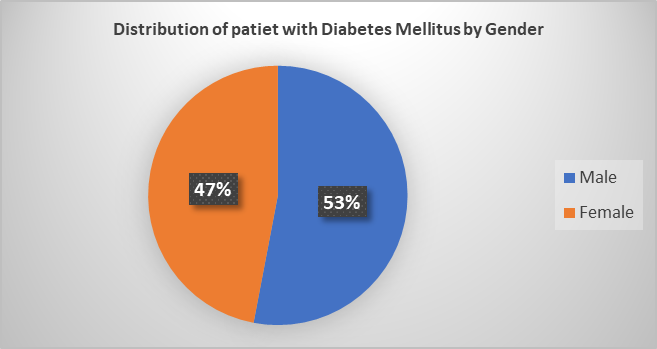 Distribution of patiet with Diabetes Mellitus by Gender
47%
53%
Male
Female